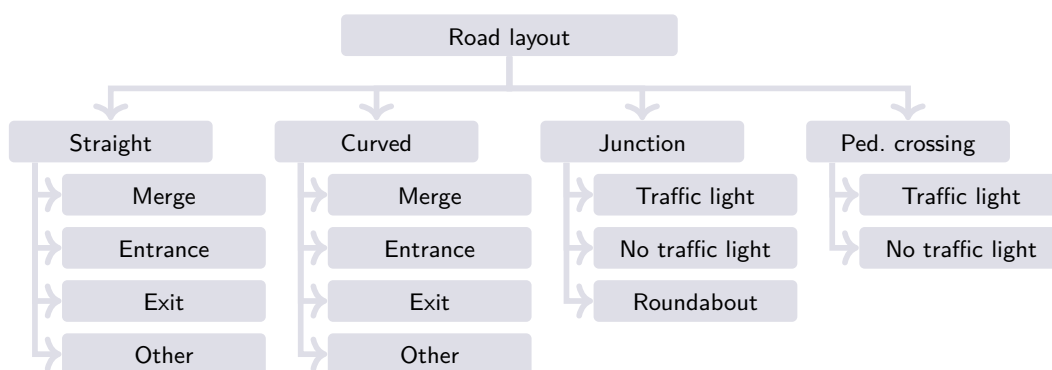 Road layout
Straight
Merge
Entrance
Exit
Other
Curved
Merge
Entrance
Exit
Other
Junction
Traffic light
No traffic light
Roundabout
Ped. crossing
Traffic light
No traffic light